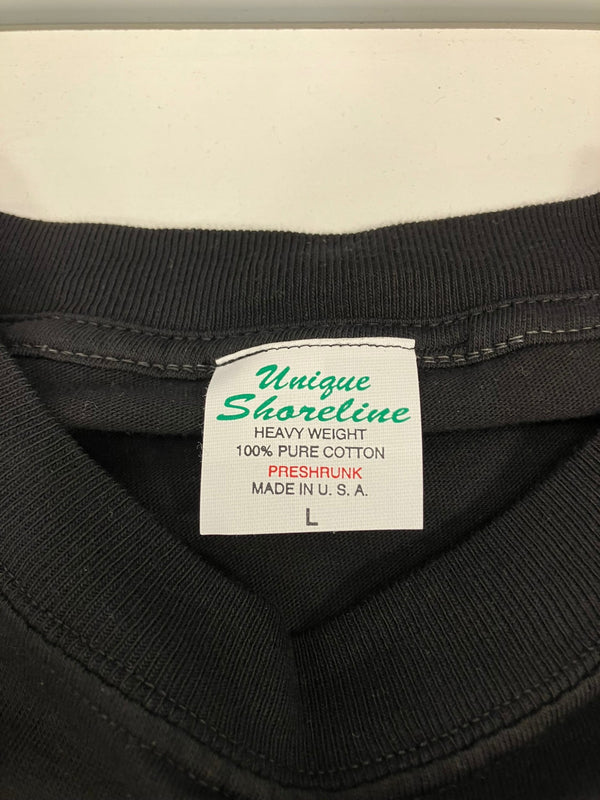 Unique
Shoreline
HEAVY WEIGHT
100% PURE COTTON
PRESHRUNK
MADE IN U. S. A.
L